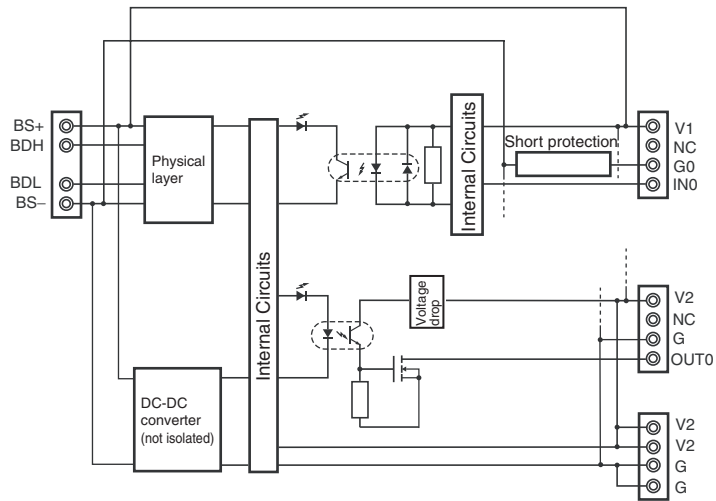 BS+
BDH
BDL
BS–
Physical
layer
Internal Circuits
Internal Circuits
Short protection
V1
NC
G0
IN0
Voltage
drop
V2
NC
G
OUT0
DC-DC
converter
(not isolated)
V2
V2
G
G